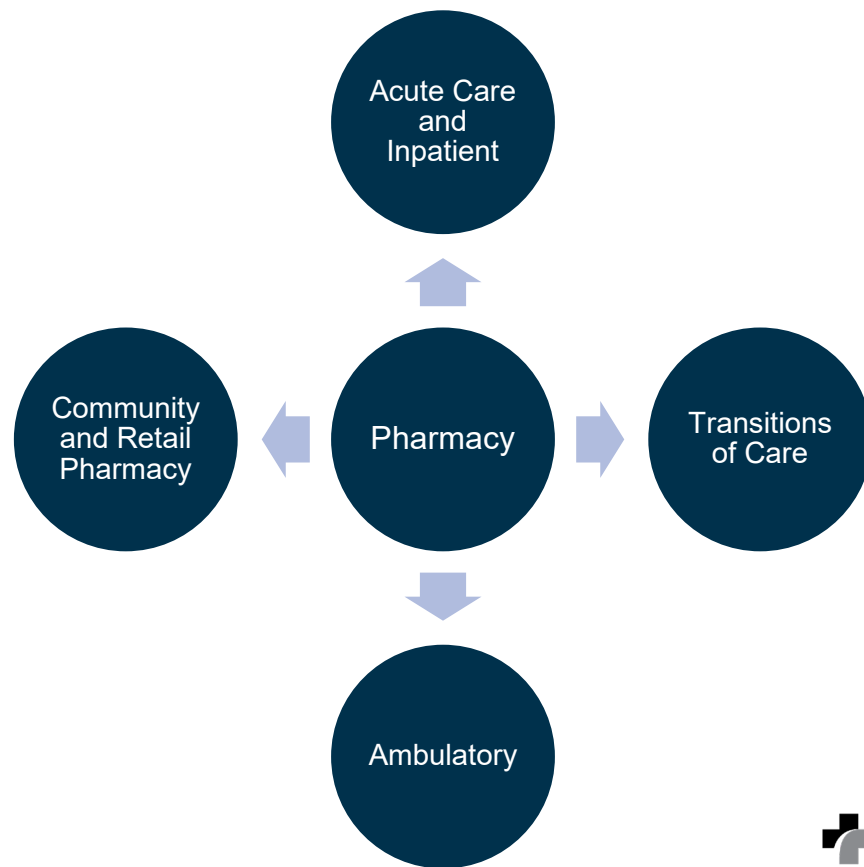 Acute Care
and
Inpatient
Community
and Retail
Pharmacy
Pharmacy
Transitions
of Care
Ambulatory